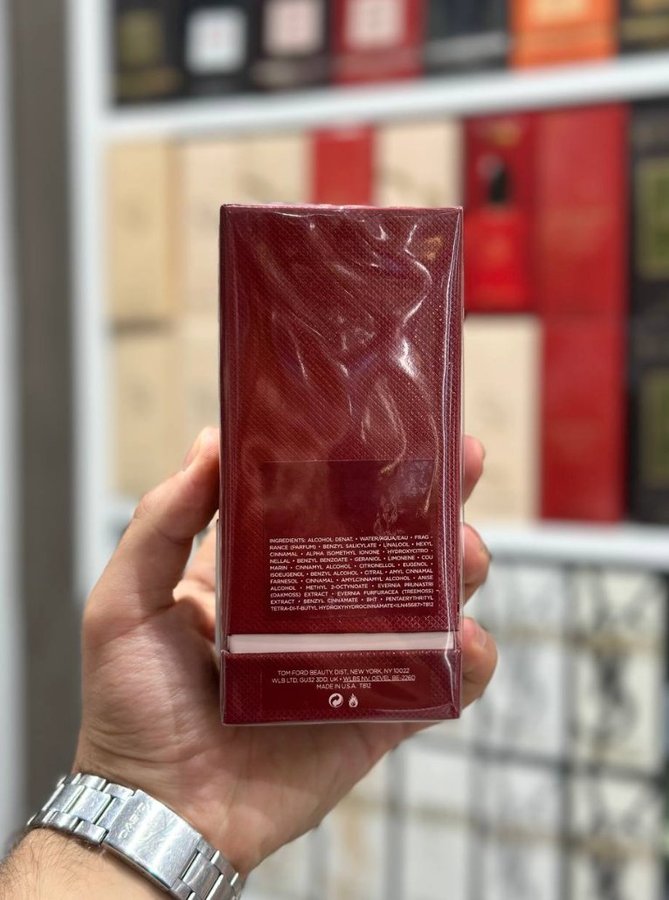 INGREDIENTS: ALCOHOL DENAT. • WATER/AQUA/EAU • FRAG
RANCE (PARFUM) • BENZYL SALICYLATE • LINALOOL • HEXYL
CINNAMAL • ALPHA ISOMETHYL IONONE • HYDROXYCITRO
NELLAL • BENZYL BENZOATE • GERANIOL • LIMONENE • COU
MARIN • CINNAMYL ALCOHOL • CITRONELLOL • EUGENOL •
ISOEUGENOL • BENZYL ALCOHOL • CITRAL • AMYL CINNAMAL
FARNESOL • CINNAMAL • AMYLCINNAMYL ALCOHOL • ANISE
ALCOHOL • METHYL 2-OCTYNOATE • EVERNIA PRUNASTRI
(OAKMOSS) EXTRACT • EVERNIA FURFURACEA (TREEMOSS)
EXTRACT • BENZYL CINNAMATE • BHT • PENTAERYTHRITYL
TETRA-DI-T-BUTYL HYDROXYHYDROCINNAMATE <ILN45687> T812
TOM FORD BEAUTY, DIST. NEW YORK, NY 10022
WLB LTD, GU32 3DD, UK • WLBS NV, OEVEL BE-2260
MADE IN U.S.A. T812
CASIO